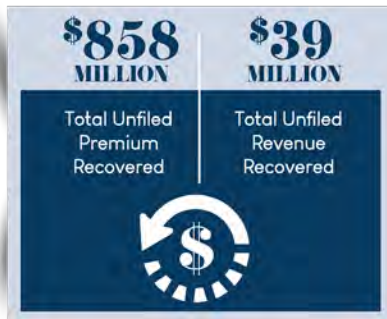 $858
MILLION
Total Unfiled
Premium
Recovered
$39
MILLION
Total Unfiled
Revenue
Recovered
$